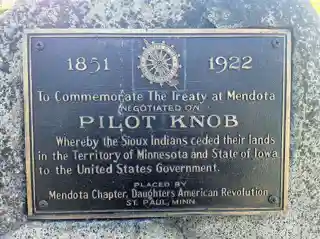 1851 1922
To Commemorate The Treaty at Mendota
NEGOTIATED ON
PILOT KNOB
Whereby the Sioux Indians ceded their lands
in the Territory of Minnesota and State of Iowa
to the United States Government.
PLACED BY
Mendota Chapter, Daughters American Revolution
ST. PAUL, MINN.